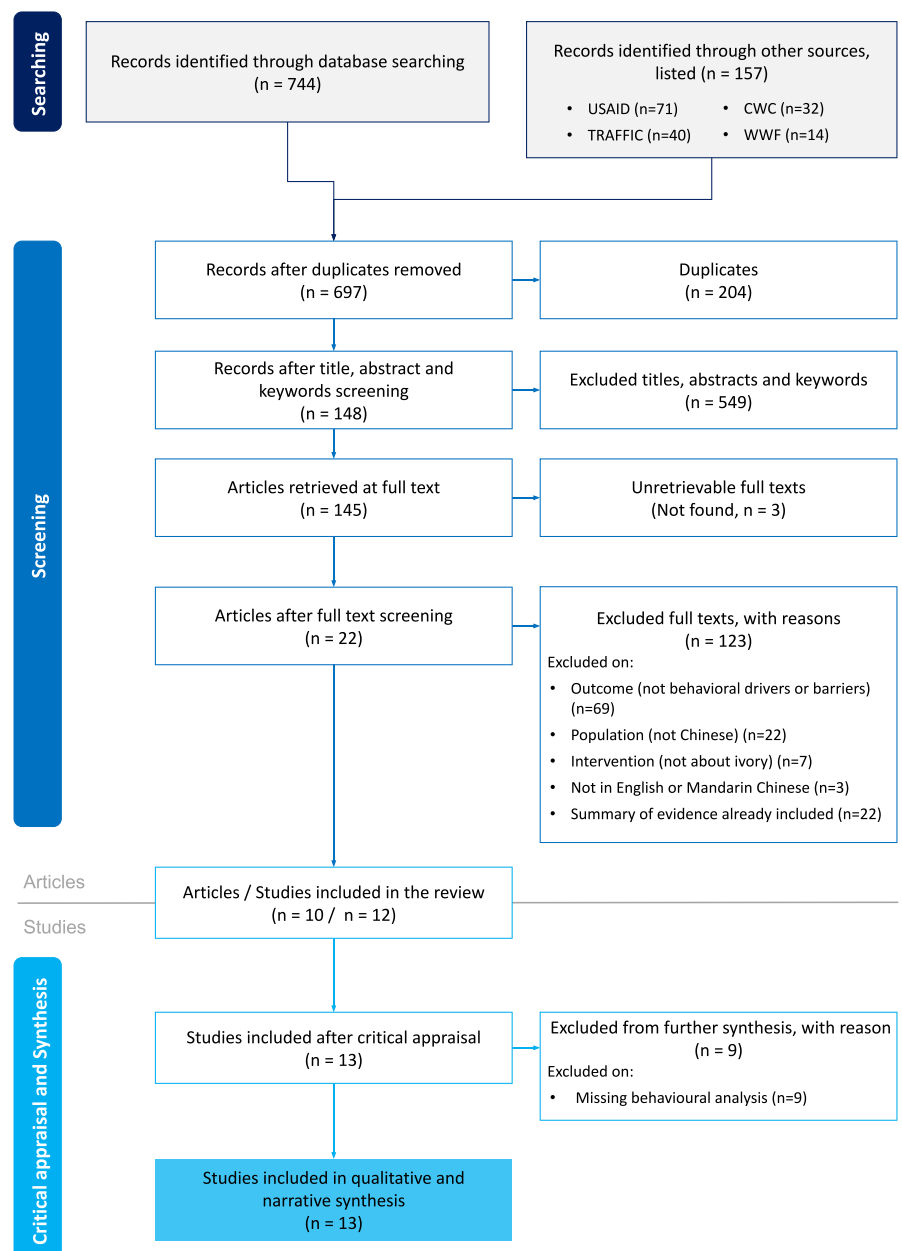 Searching
Records identified through database searching
(n = 744)
Records identified through other sources,
listed (n = 157)
• USAID (n=71)
• TRAFFIC (n=40)
• CWC (n=32)
• WWF (n=14)
Screening
Records after duplicates removed
(n = 697)
Duplicates
(n = 204)
Records after title, abstract and
keywords screening
(n = 148)
Excluded titles, abstracts and keywords
(n = 549)
Articles retrieved at full text
(n = 145)
Unretrievable full texts
(Not found, n = 3)
Articles after full text screening
(n = 22)
Excluded full texts, with reasons
(n = 123)
Excluded on:
• Outcome (not behavioral drivers or barriers)
(n=69)
• Population (not Chinese) (n=22)
• Intervention (not about ivory) (n=7)
• Not in English or Mandarin Chinese (n=3)
• Summary of evidence already included (n=22)
Articles
Studies
Articles / Studies included in the review
(n = 10 / n = 12)
Critical appraisal and Synthesis
Studies included after critical appraisal
(n = 13)
Excluded from further synthesis, with reason
(n = 9)
Excluded on:
• Missing behavioural analysis (n=9)
Studies included in qualitative and
narrative synthesis
(n = 13)